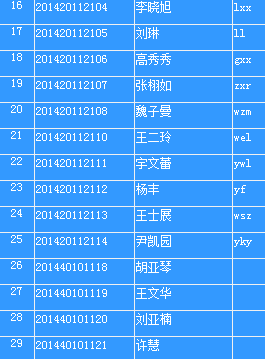 16 201420112104 李晓旭 lxx
17 201420112105 刘琳 ll
18 201420112106 高秀秀 gxx
19 201420112107 张栩如 zxr
20 201420112108 魏子曼 wzm
21 201420112110 王二玲 wel
22 201420112111 宇文蕾 ywl
23 201420112112 杨丰 yf
24 201420112113 王士展 wsz
25 201420112114 尹凯园 yky
26 201440101118 胡亚琴
27 201440101119 王文华
28 201440101120 刘亚楠
29 201440101121 许慧